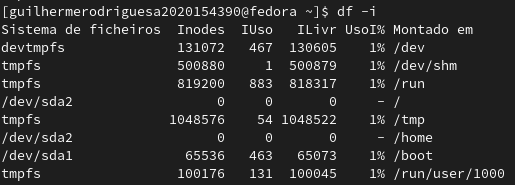 [guilhermerodriguesa2020154390@fedora ~]$ df -i
Sistema de ficheiros Inodes IUso ILivr UsoI% Montado em
devtmpfs 131072 467 130605 1% /dev
tmpfs 500880 1 500879 1% /dev/shm
tmpfs 819200 883 818317 1% /run
/dev/sda2 0 0 0 - /
tmpfs 1048576 54 1048522 1% /tmp
/dev/sda2 0 0 0 - /home
/dev/sda1 65536 463 65073 1% /boot
tmpfs 100176 131 100045 1% /run/user/1000